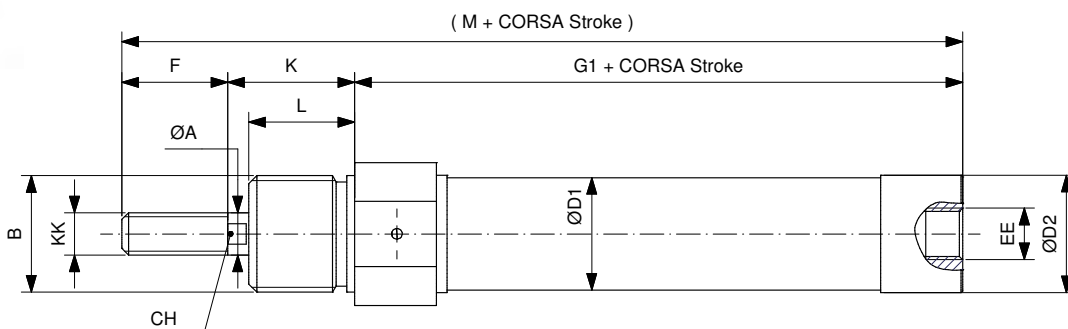 ( M + CORSA Stroke )
F
K
G1 + CORSA Stroke
L
ØA
B
KK
ØD1
EE
ØD2
CH